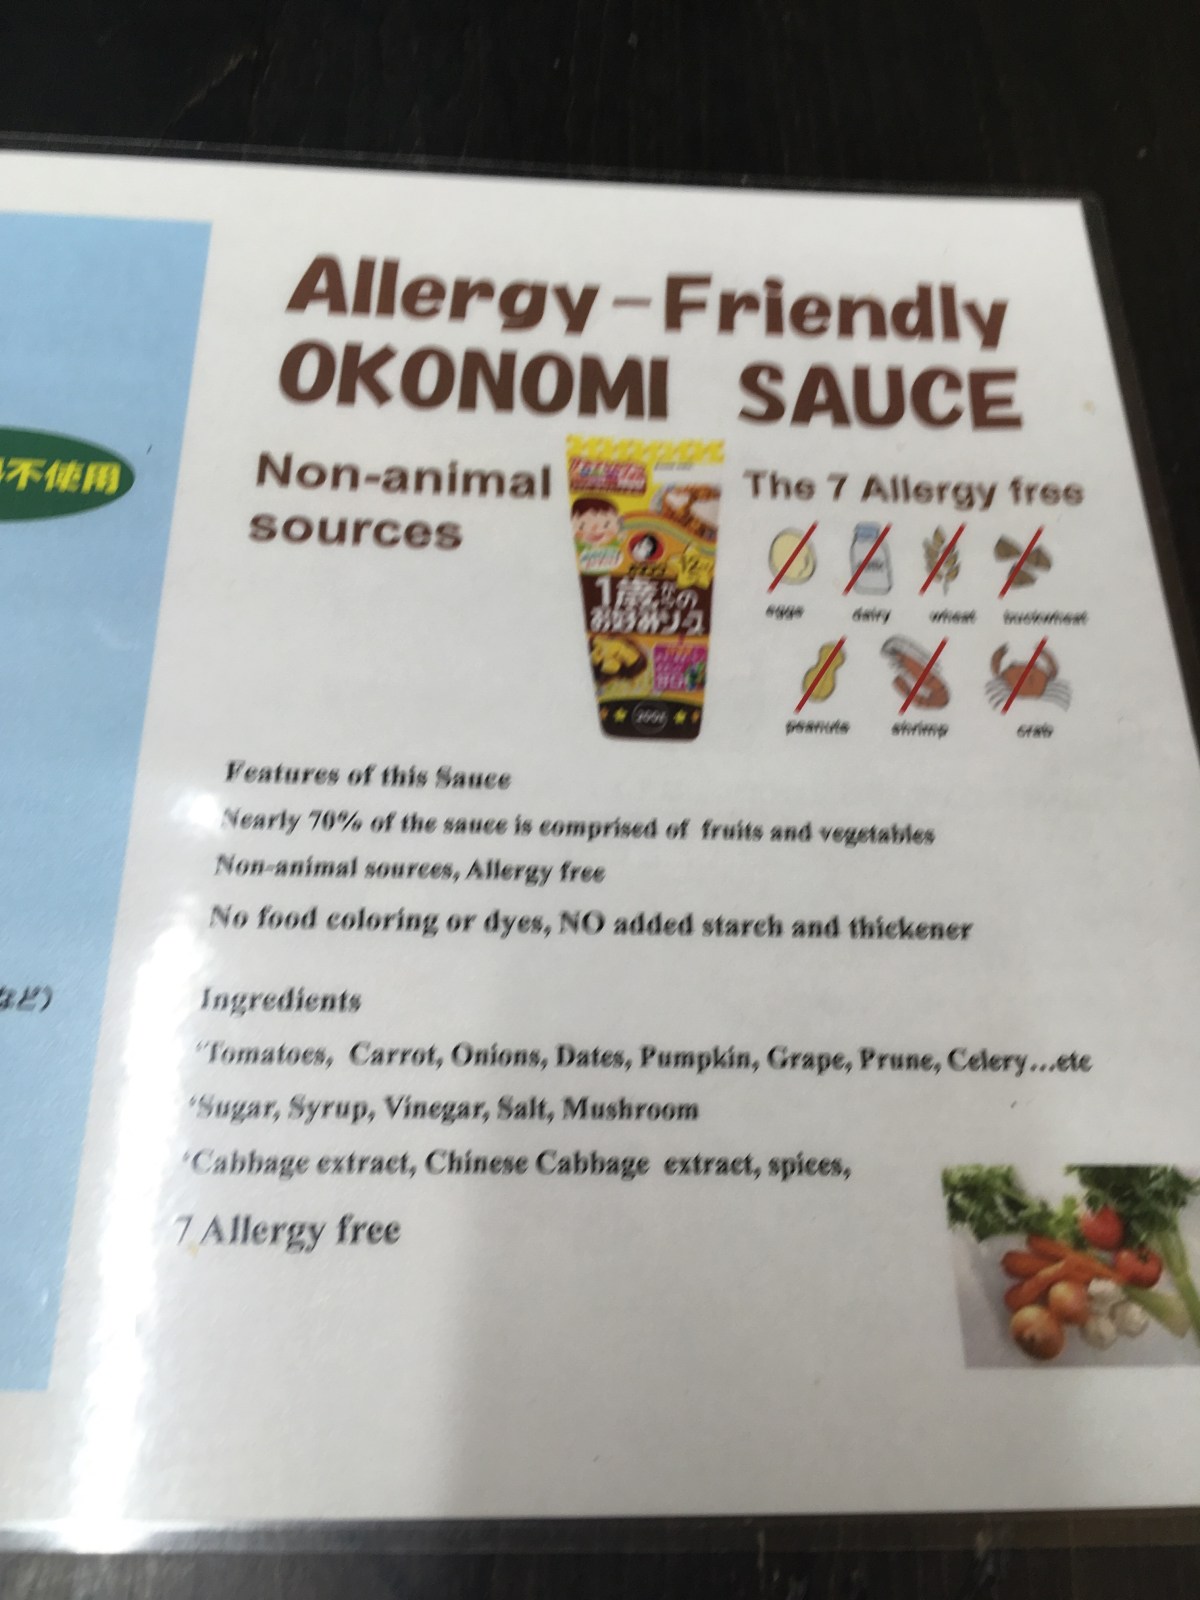 Allergy-Friendly
OKONOMI SAUCE
不使用
Non-animal
sources
1歳からの
お好みソース
200g
The 7 Allergy free
eggs dairy wheat buckwheat
peanuts shrimp crab
Features of this Sauce
Nearly 70% of the sauce is comprised of fruits and vegetables
Non-animal sources, Allergy free
No food coloring or dyes, NO added starch and thickener
など)
Ingredients
*Tomatoes, Carrot, Onions, Dates, Pumpkin, Grape, Prune, Celery...etc
*Sugar, Syrup, Vinegar, Salt, Mushroom
*Cabbage extract, Chinese Cabbage extract, spices,
7 Allergy free